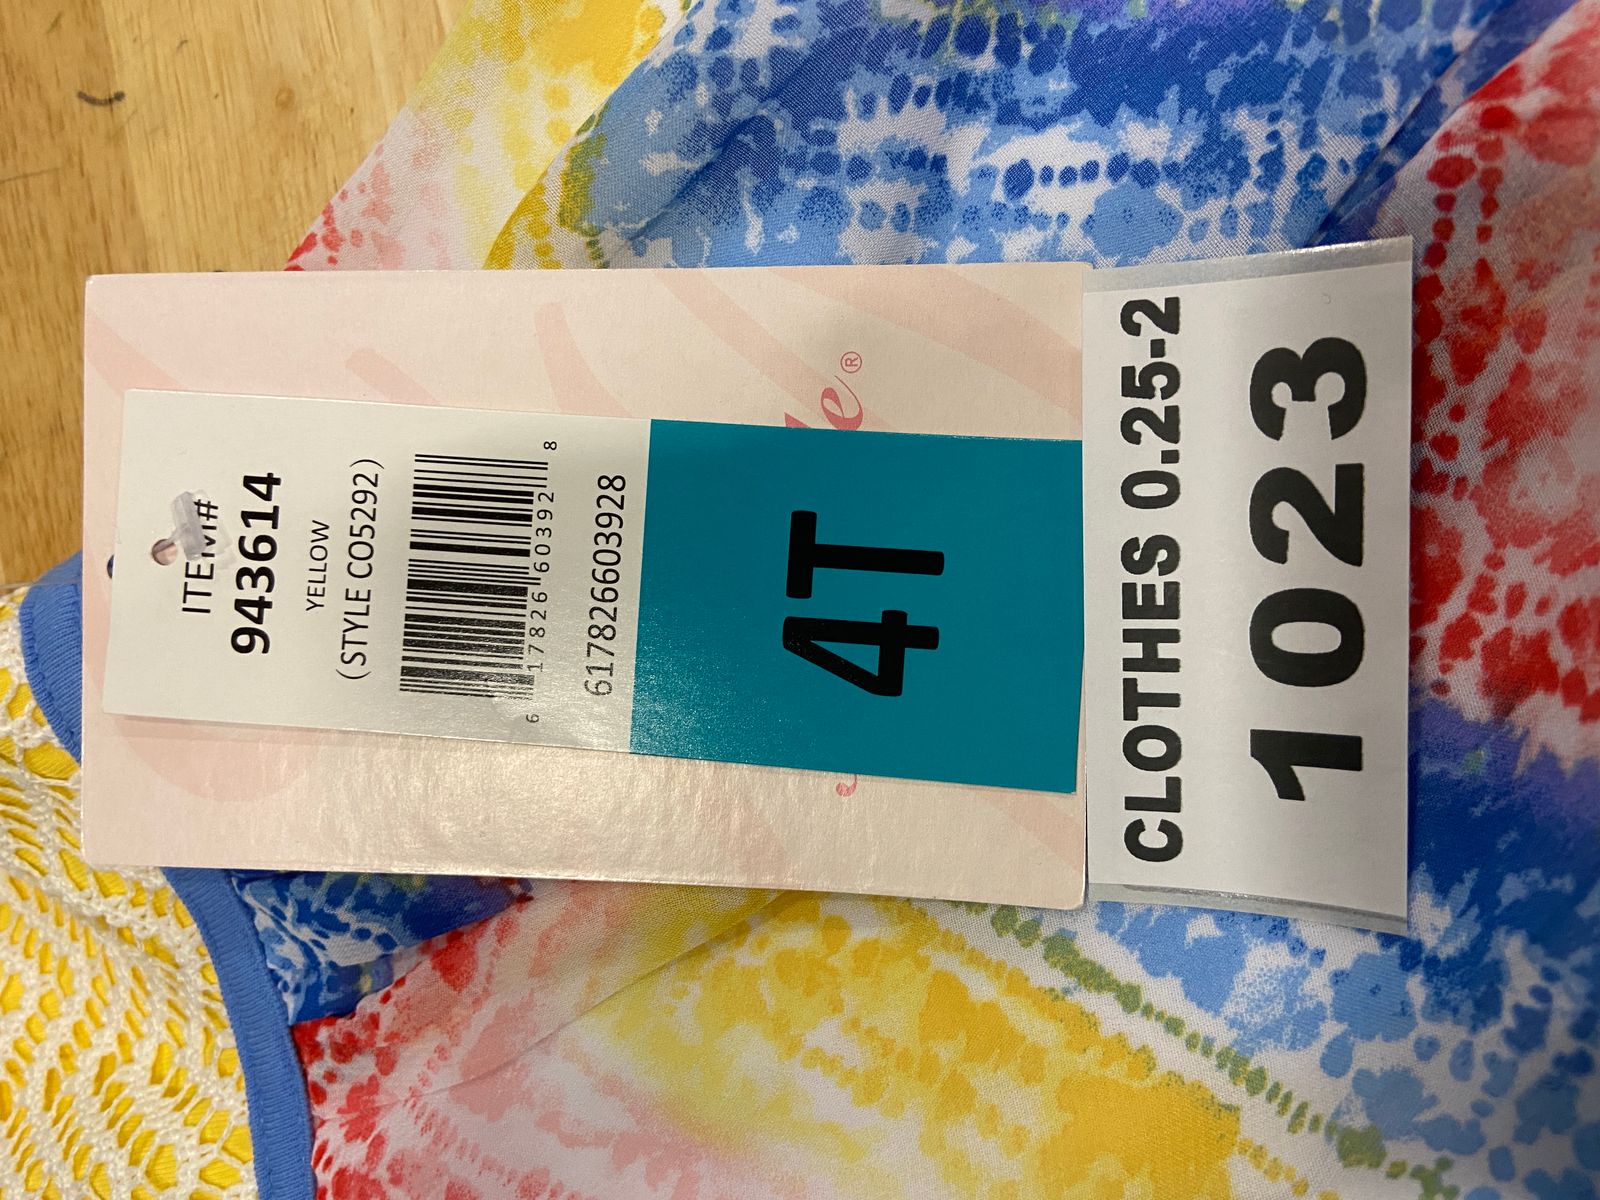 ITEM#
943614
YELLOW
(STYLE CO5292)
6 17826 60392 8
617826603928
4T
®
CLOTHES 0.25-2
1023